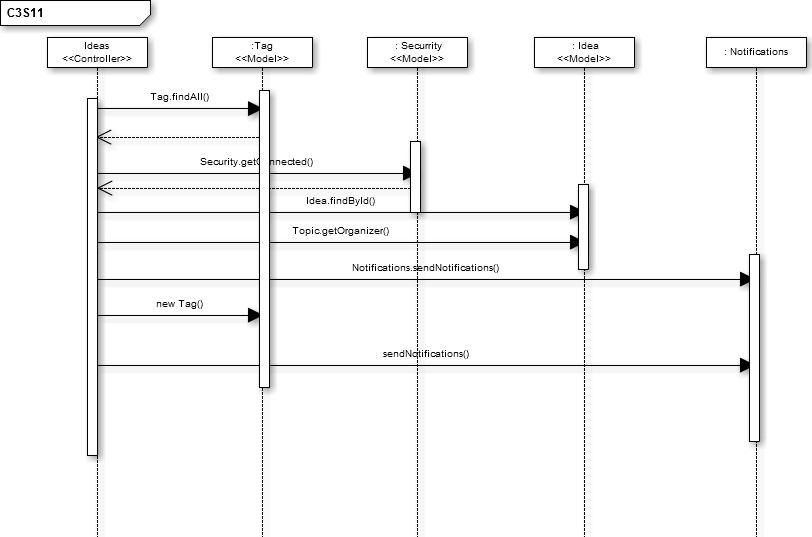 C3S11
Ideas
<<Controller>>
:Tag
<<Model>>
: Securrity
<<Model>>
: Idea
<<Model>>
: Notifications
Tag.findAll()
Security.getConnected()
Idea.findById()
Topic.getOrganizer()
Notifications.sendNotifications()
new Tag()
sendNotifications()